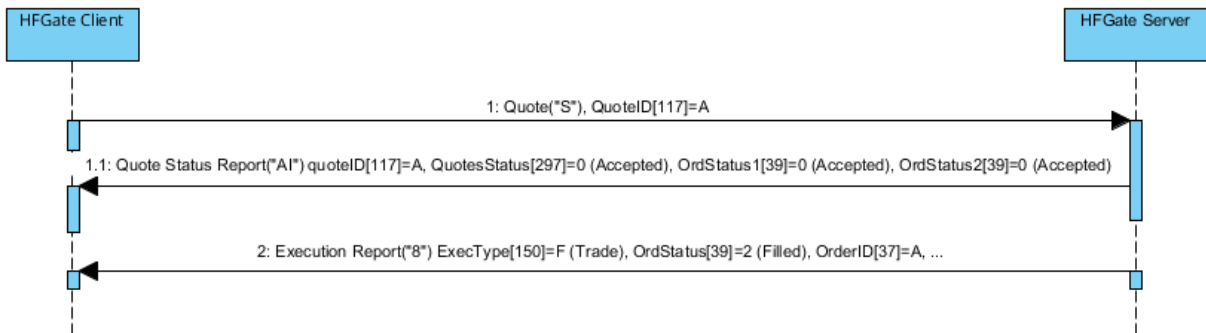 HFGate Client
HFGate Server
1: Quote("S"), QuoteID[117]=A
1.1: Quote Status Report("AI") quoteID[117]=A, QuotesStatus[297]=0 (Accepted), OrdStatus1[39]=0 (Accepted), OrdStatus2[39]=0 (Accepted)
2: Execution Report("8") ExecType[150]=F (Trade), OrdStatus[39]=2 (Filled), OrderID[37]=A, ...